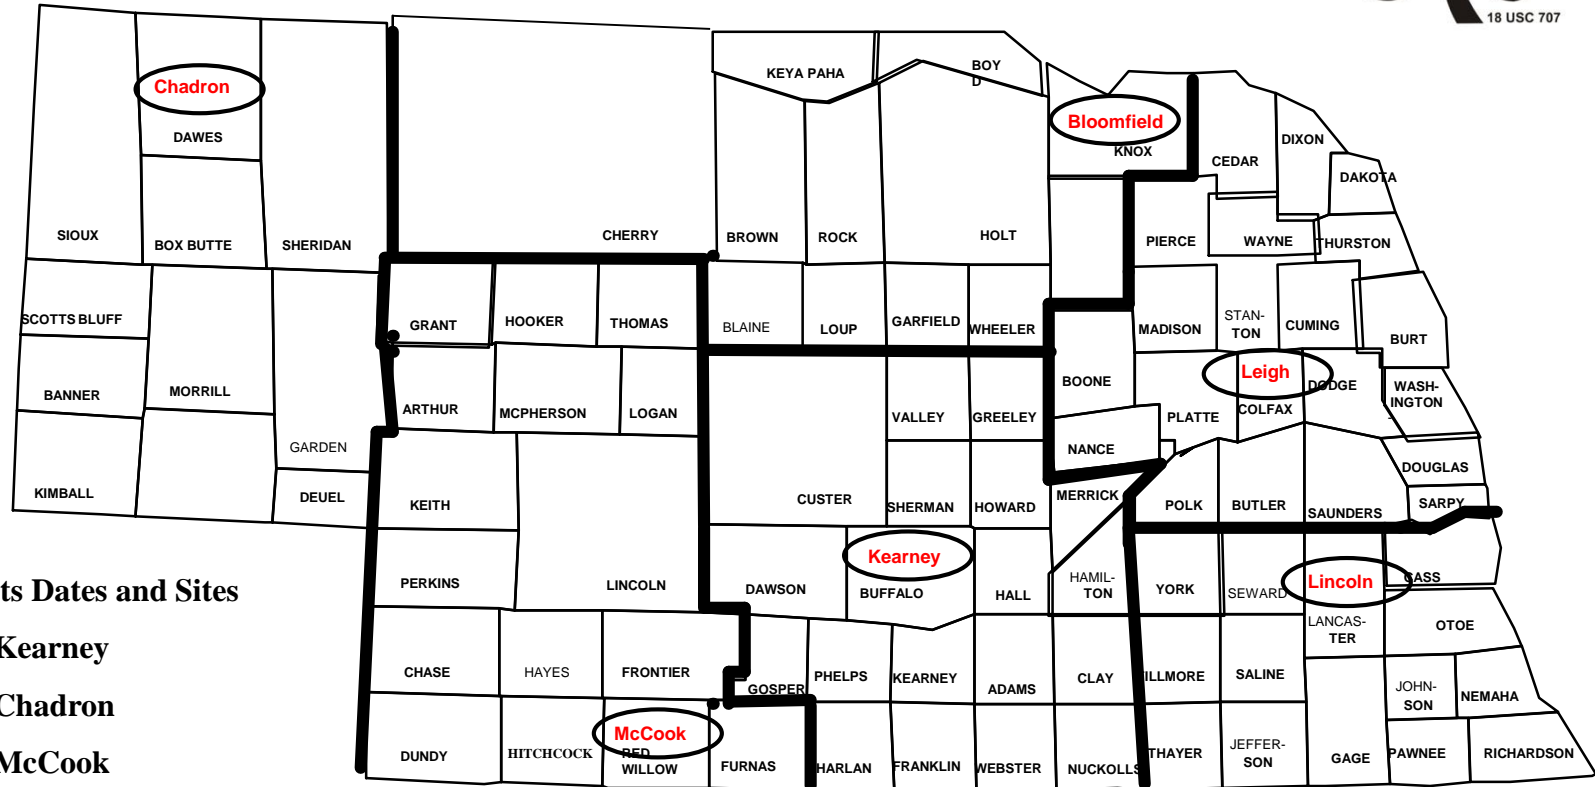 18 USC 707
KEYA PAHA
BOY
D
Chadron
Bloomfield
DAWES
KNOX
DIXON
CEDAR
DAKOTA
SIOUX
BOX BUTTE
SHERIDAN
CHERRY
BROWN
ROCK
HOLT
PIERCE
WAYNE
THURSTON
SCOTTS BLUFF
GRANT
HOOKER
THOMAS
BLAINE
LOUP
GARFIELD
WHEELER
MADISON
STAN-
TON
CUMING
BURT
BANNER
MORRILL
ARTHUR
MCPHERSON
LOGAN
VALLEY
GREELEY
BOONE
Leigh
PLATTE
COLFAX
DODGE
WASH-
INGTON
GARDEN
NANCE
DOUGLAS
KIMBALL
DEUEL
KEITH
CUSTER
SHERMAN
HOWARD
MERRICK
POLK
BUTLER
SAUNDERS
SARPY
Kearney
PERKINS
LINCOLN
DAWSON
BUFFALO
HALL
HAMIL-
TON
YORK
SEWARD
Lincoln
CASS
ts Dates and Sites
LANCAS-
TER
OTOE
Kearney
CHASE
HAYES
FRONTIER
GOSPER
PHELPS
KEARNEY
ADAMS
CLAY
ILLMORE
SALINE
JOHN-
SON
NEMAHA
Chadron
McCook
DUNDY
HITCHCOCK
RED
WILLOW
FURNAS
HARLAN
FRANKLIN
WEBSTER
NUCKOLLS
THAYER
JEFFER-
SON
GAGE
PAWNEE
RICHARDSON
McCook